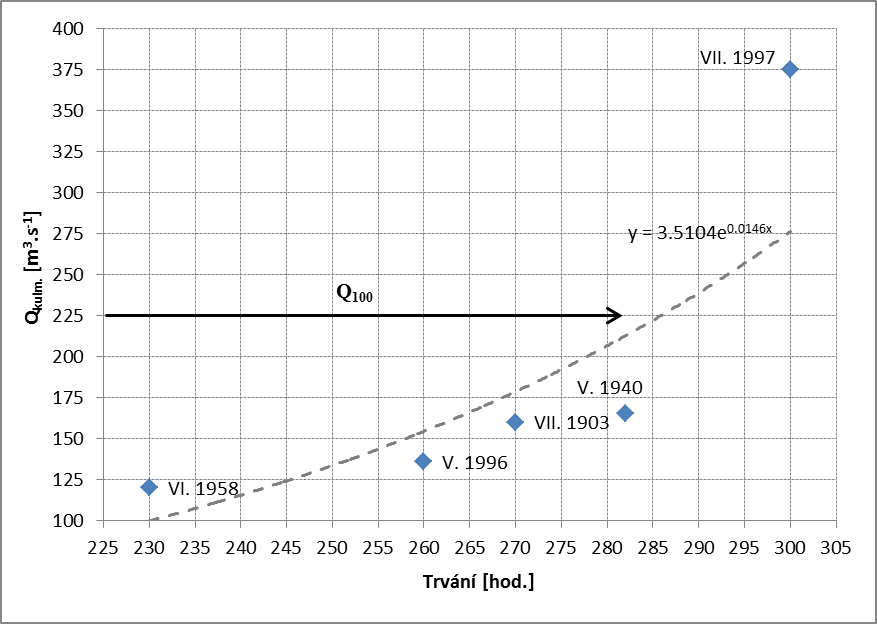 400
375
350
325
300
275
250
225
200
175
150
125
100
Qkulm. [m³.s⁻¹]
VII. 1997
y = 3.5104e^0.0146x
Q₁₀₀
V. 1940
VII. 1903
V. 1996
VI. 1958
225 230 235 240 245 250 255 260 265 270 275 280 285 290 295 300 305
Trvání [hod.]